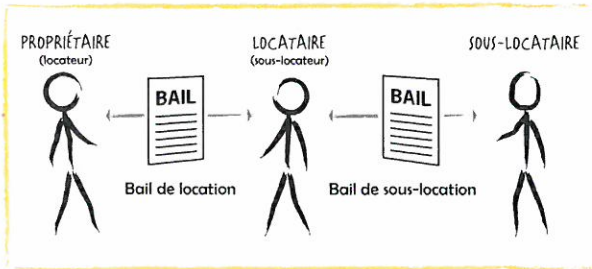 PROPRIÉTAIRE
(locateur)
LOCATAIRE
(sous-locateur)
SOUS-LOCATAIRE
BAIL
BAIL
Bail de location
Bail de sous-location